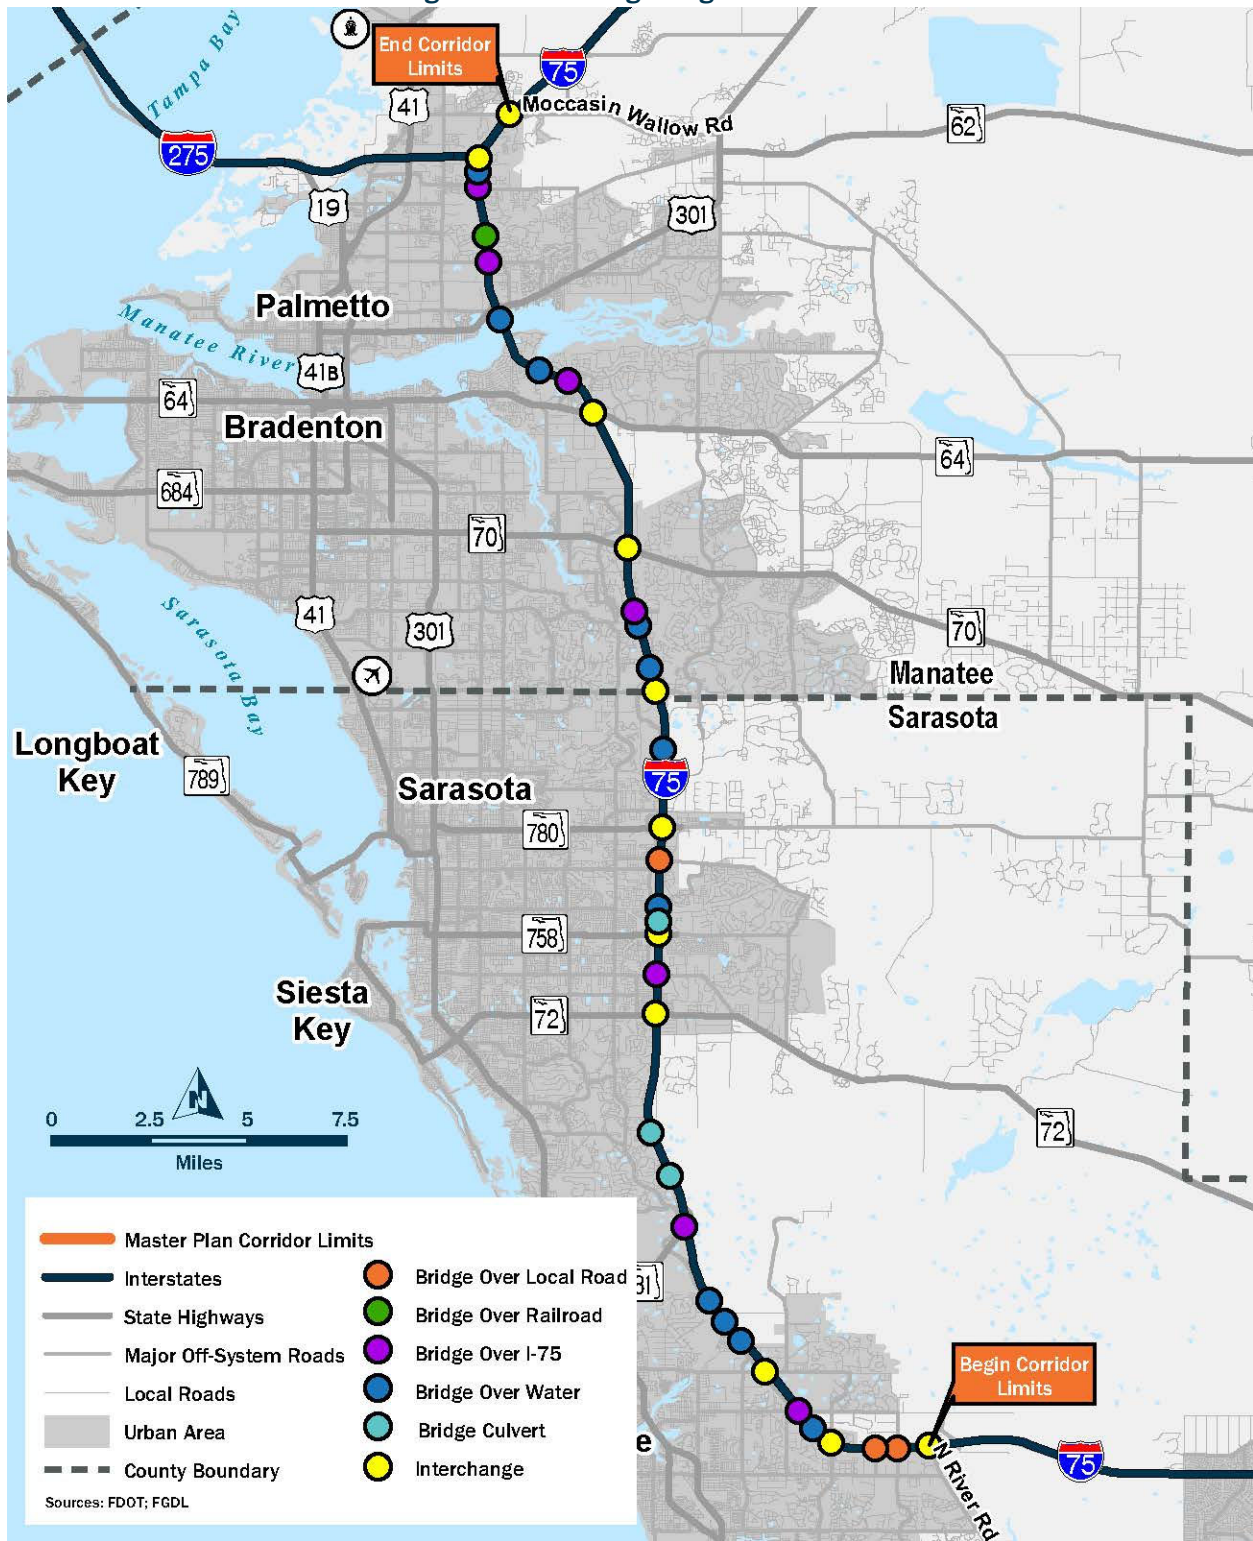 End Corridor
Limits
75
Tampa Bay
41
Moccasin Wallow Rd
62
275
19
301
Palmetto
Manatee River
41B
64
Bradenton
64
684
70
Sarasota Bay
41
301
70
Manatee
Sarasota
Longboat
Key
789
75
Sarasota
780
758
Siesta
Key
72
N
0 2.5 5 7.5
Miles
72
Master Plan Corridor Limits
Interstates
State Highways
Major Off-System Roads
Local Roads
Urban Area
County Boundary
Sources: FDOT; FGDL
Bridge Over Local Road
Bridge Over Railroad
Bridge Over I-75
Bridge Over Water
Bridge Culvert
Interchange
Begin Corridor
Limits
e
N River Rd
75